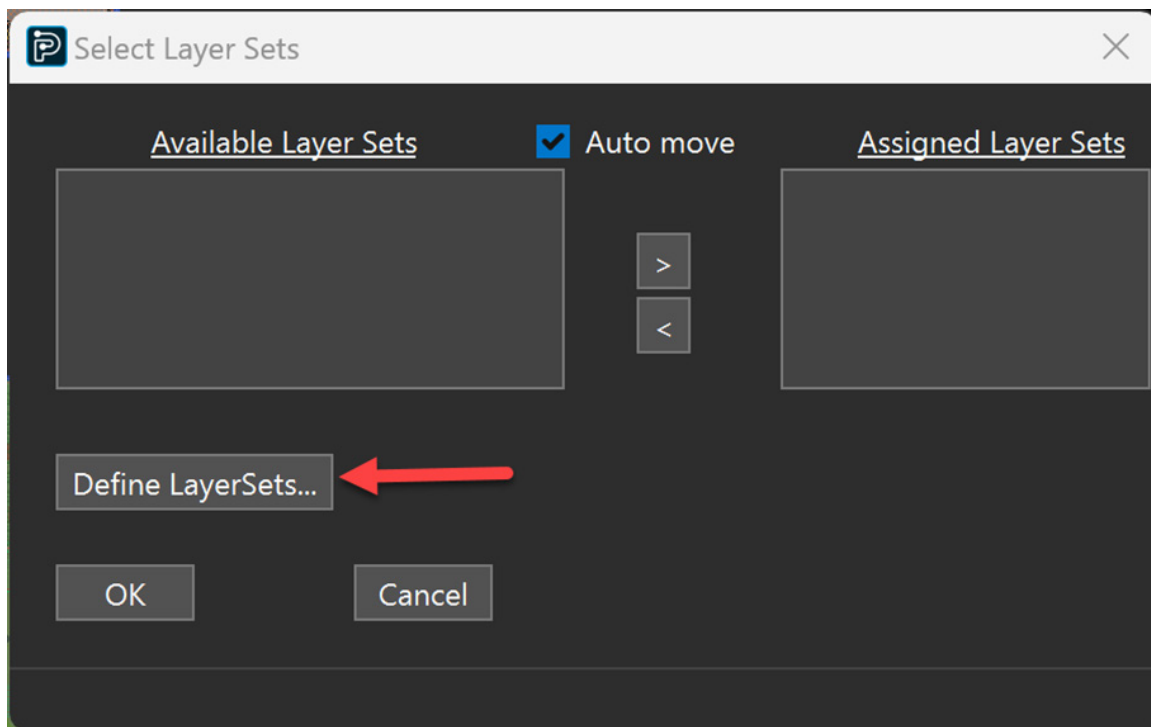 Select Layer Sets
Available Layer Sets
Auto move
Assigned Layer Sets
>
<
Define LayerSets...
OK
Cancel